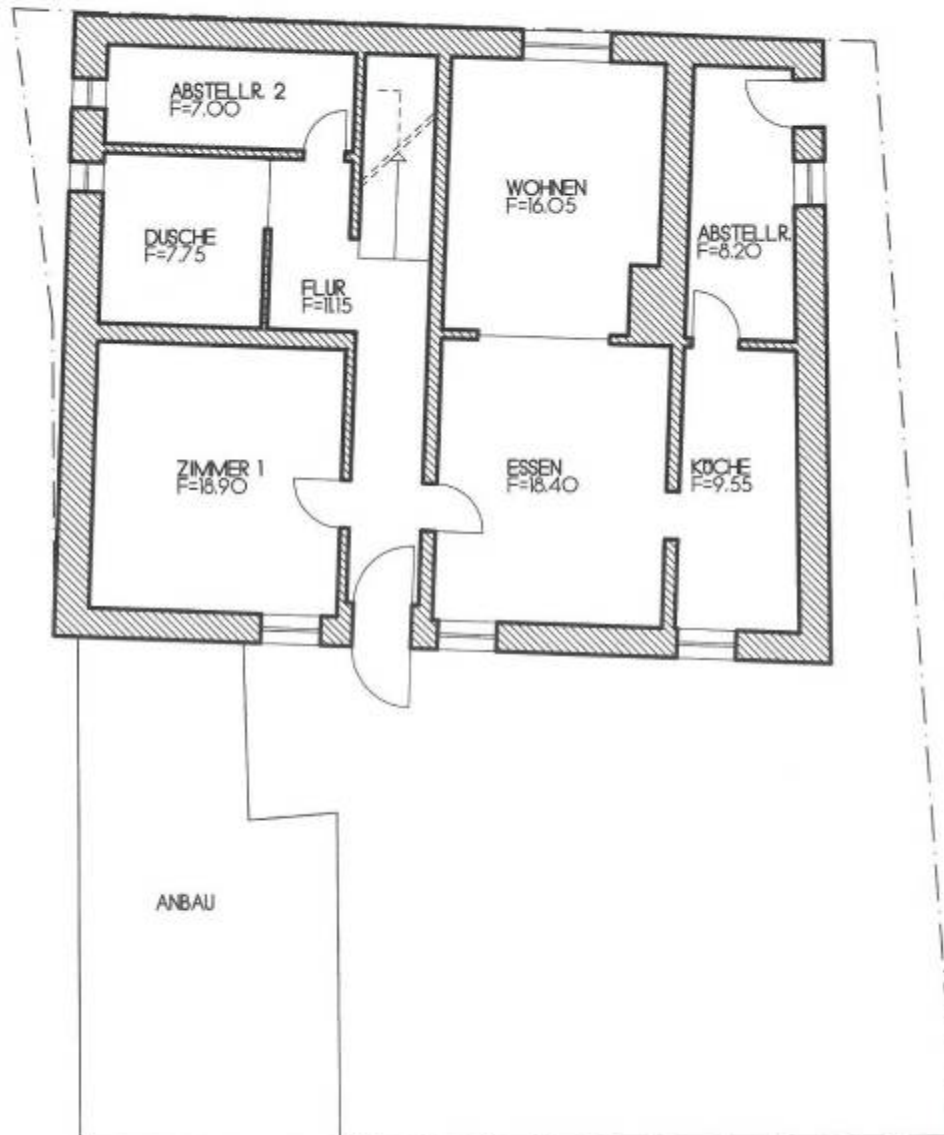 ABSTELLR. 2
F=7.00
WOHNEN
F=16.05
DUSCHE
F=7.75
ABSTELLR.
F=8.20
FLUR
F=11.15
ZIMMER 1
F=18.90
ESSEN
F=18.40
KÜCHE
F=9.55
ANBAU